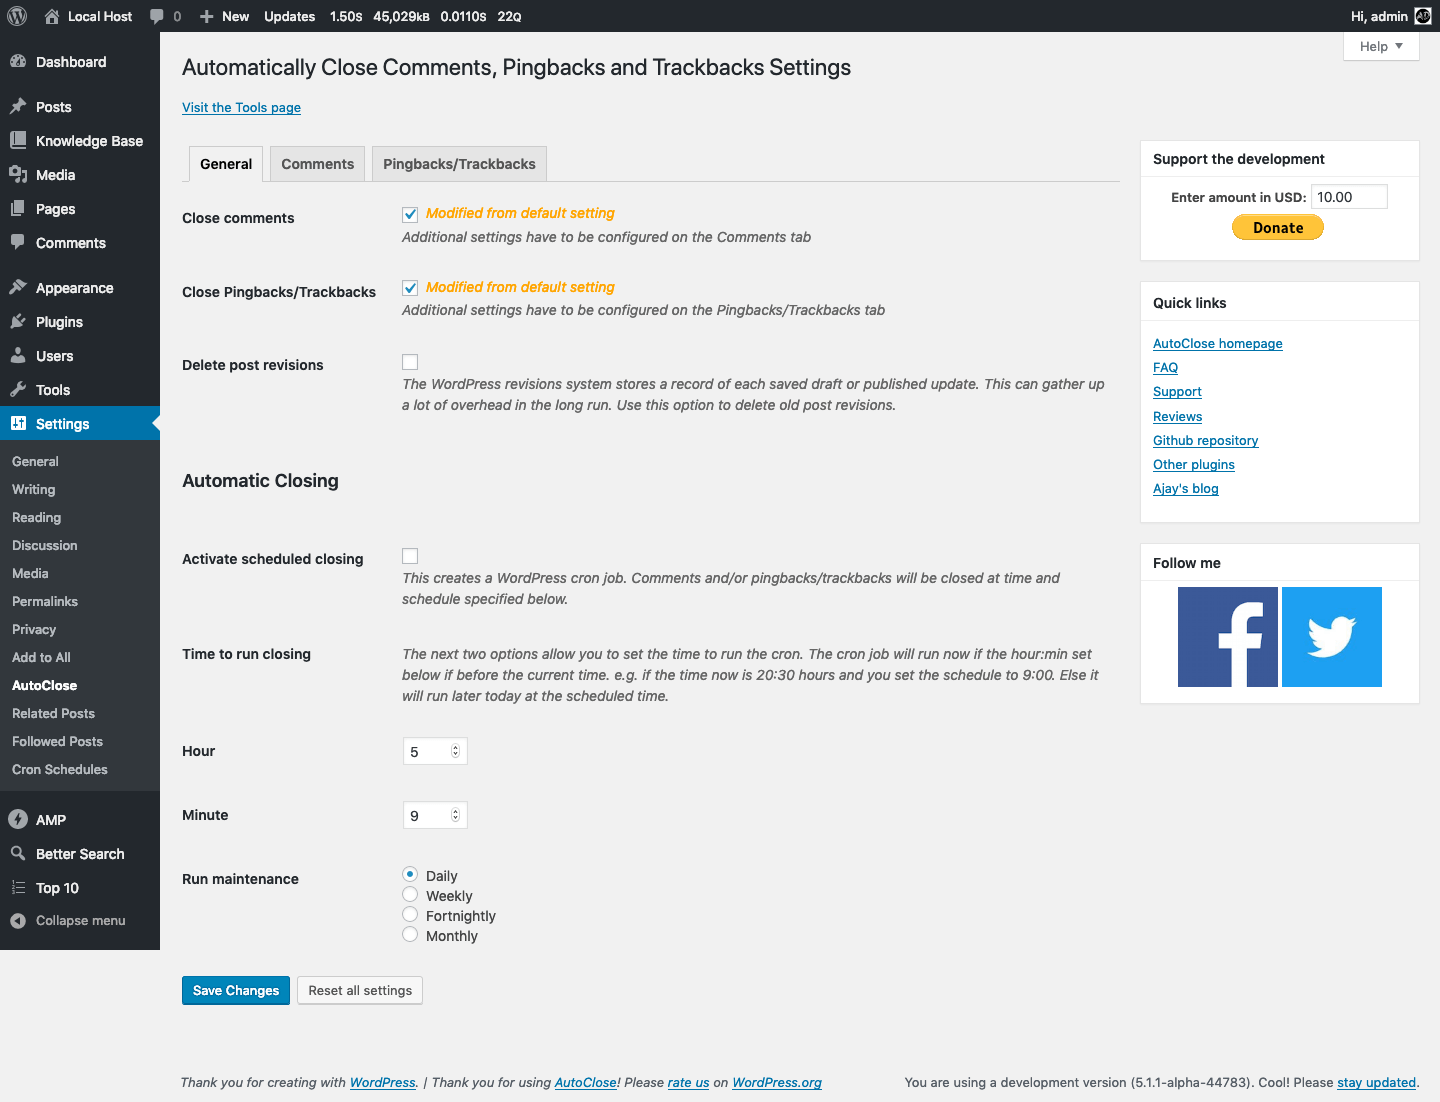 Local Host 0 New Updates 1.50S 45,029KB 0.0110S 22Q Hi, admin
Help
Dashboard
Posts
Knowledge Base
Media
Pages
Comments
Appearance
Plugins
Users
Tools
Settings
General
Writing
Reading
Discussion
Media
Permalinks
Privacy
Add to All
AutoClose
Related Posts
Followed Posts
Cron Schedules
AMP
Better Search
Top 10
Collapse menu
Automatically Close Comments, Pingbacks and Trackbacks Settings
Visit the Tools page
General Comments Pingbacks/Trackbacks
Close comments
Modified from default setting
Additional settings have to be configured on the Comments tab
Close Pingbacks/Trackbacks
Modified from default setting
Additional settings have to be configured on the Pingbacks/Trackbacks tab
Delete post revisions
The WordPress revisions system stores a record of each saved draft or published update. This can gather up
a lot of overhead in the long run. Use this option to delete old post revisions.
Automatic Closing
Activate scheduled closing
This creates a WordPress cron job. Comments and/or pingbacks/trackbacks will be closed at time and
schedule specified below.
Time to run closing
The next two options allow you to set the time to run the cron. The cron job will run now if the hour:min set
below if before the current time. e.g. if the time now is 20:30 hours and you set the schedule to 9:00. Else it
will run later today at the scheduled time.
Hour
5
Minute
9
Run maintenance
Daily
Weekly
Fortnightly
Monthly
Save Changes Reset all settings
Support the development
Enter amount in USD: 10.00
Donate
Quick links
AutoClose homepage
FAQ
Support
Reviews
Github repository
Other plugins
Ajay's blog
Follow me
Thank you for creating with WordPress. | Thank you for using AutoClose! Please rate us on WordPress.org
You are using a development version (5.1.1-alpha-44783). Cool! Please stay updated.